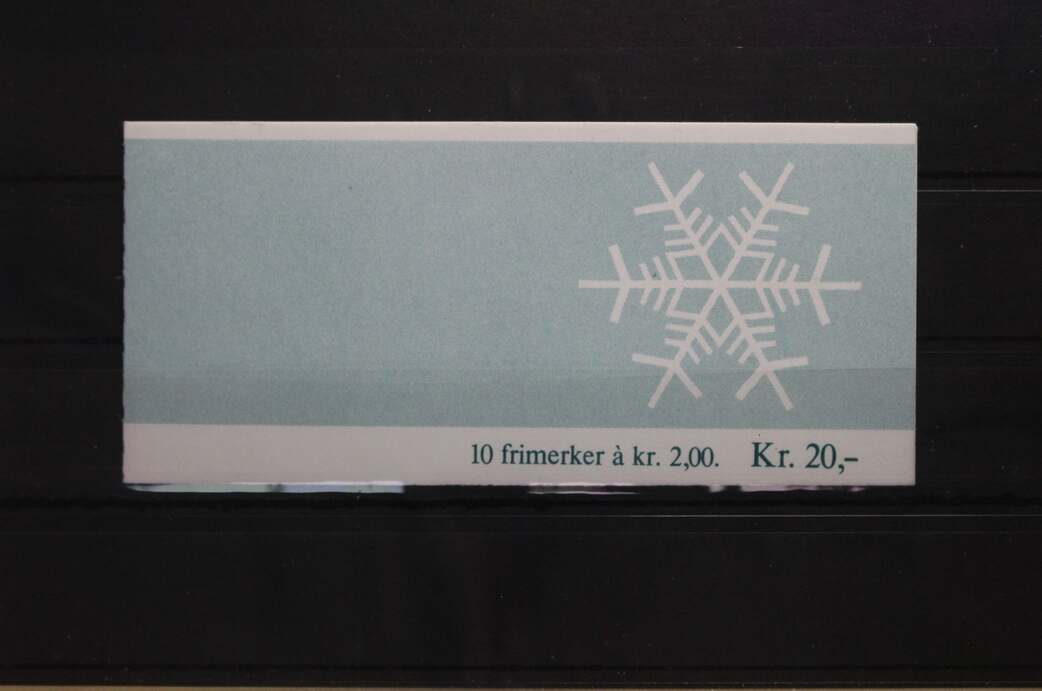 10 frimerker à kr. 2,00. Kr. 20,–